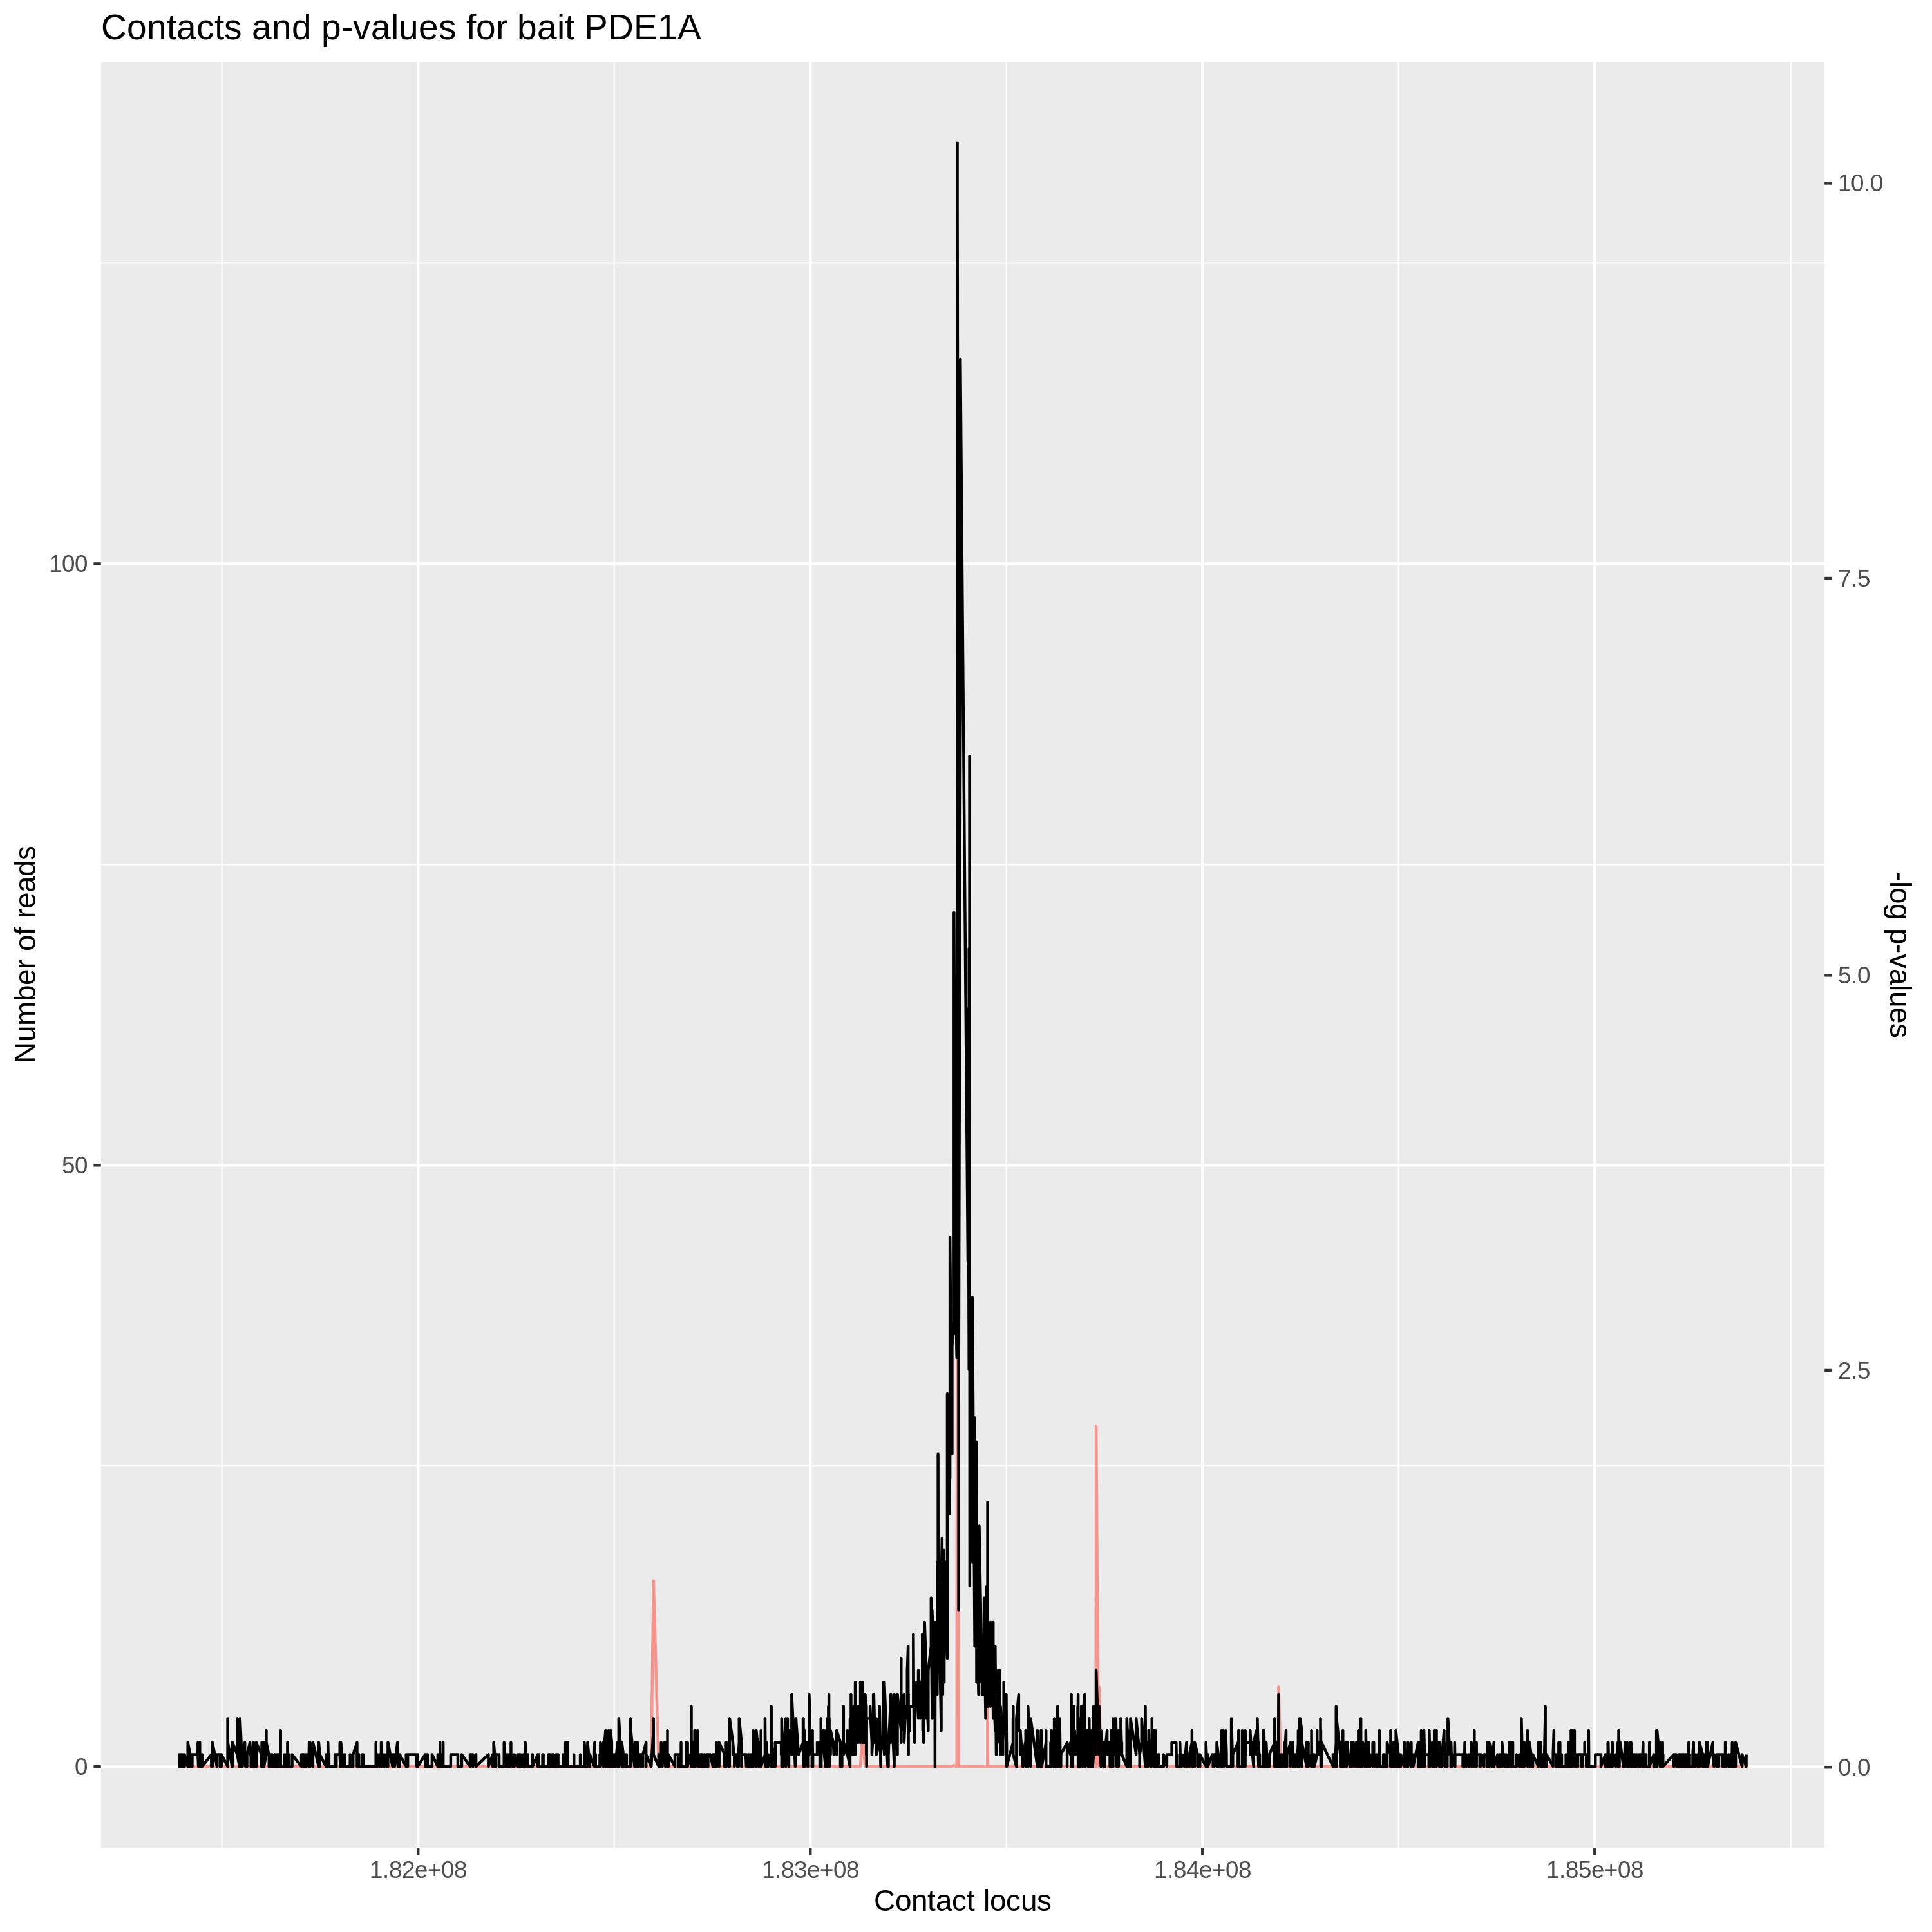 Contacts and p-values for bait PDE1A
Number of reads
100
50
0
10.0
7.5
5.0
2.5
0.0
-log p-values
1.82e+08
1.83e+08
1.84e+08
1.85e+08
Contact locus